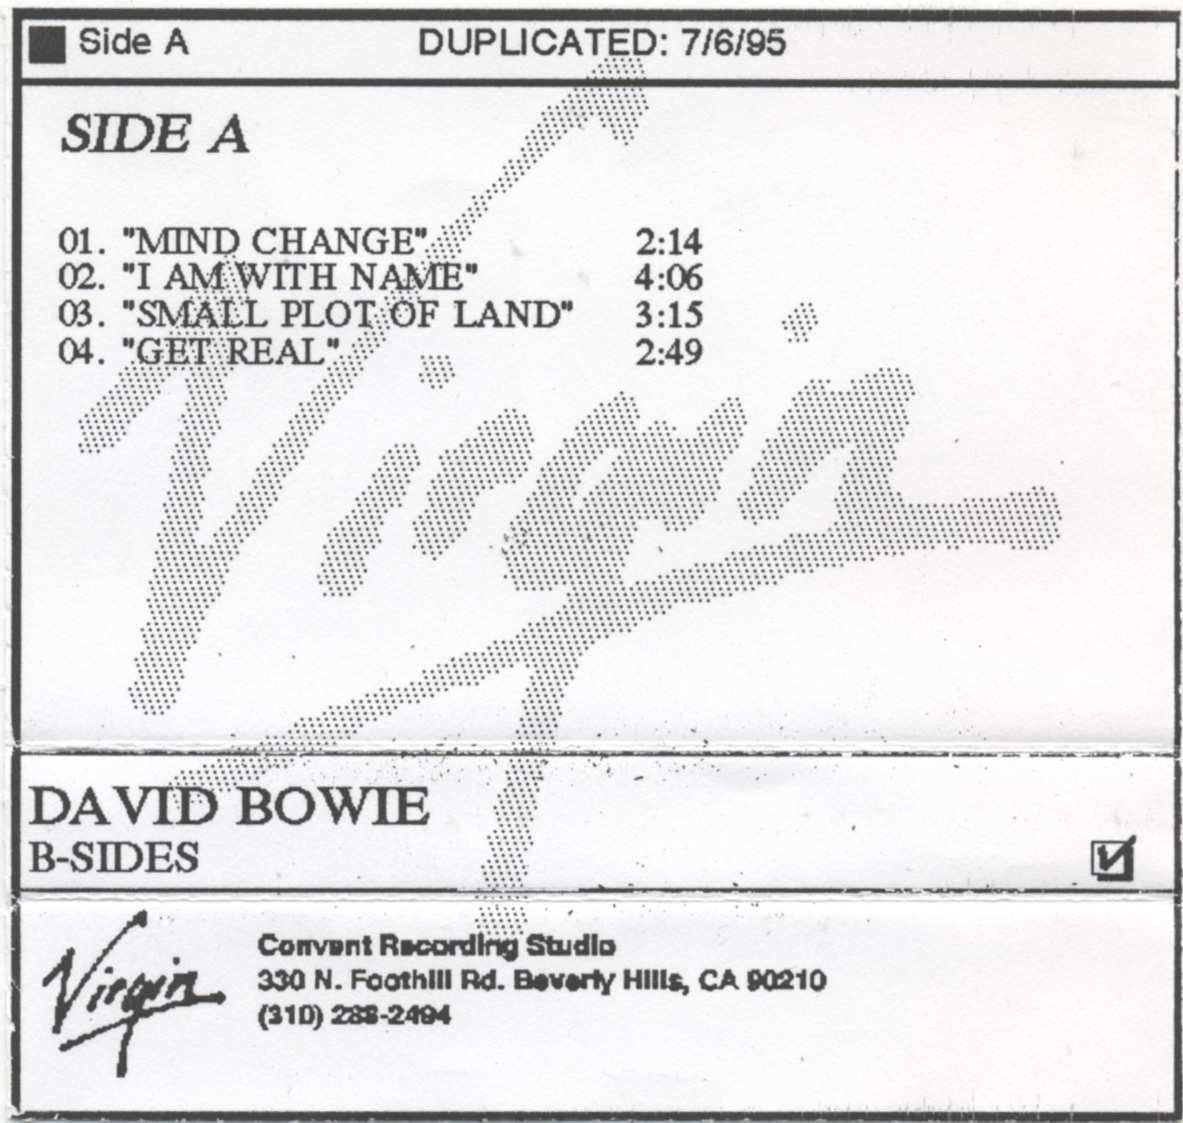 Side A
DUPLICATED: 7/6/95
SIDE A
01. "MIND CHANGE" 2:14
02. "I AM WITH NAME" 4:06
03. "SMALL PLOT OF LAND" 3:15
04. "GET REAL" 2:49
Virgin
DAVID BOWIE
B-SIDES
Virgin
Convent Recording Studio
330 N. Foothill Rd. Beverly Hills, CA 90210
(310) 288-2494